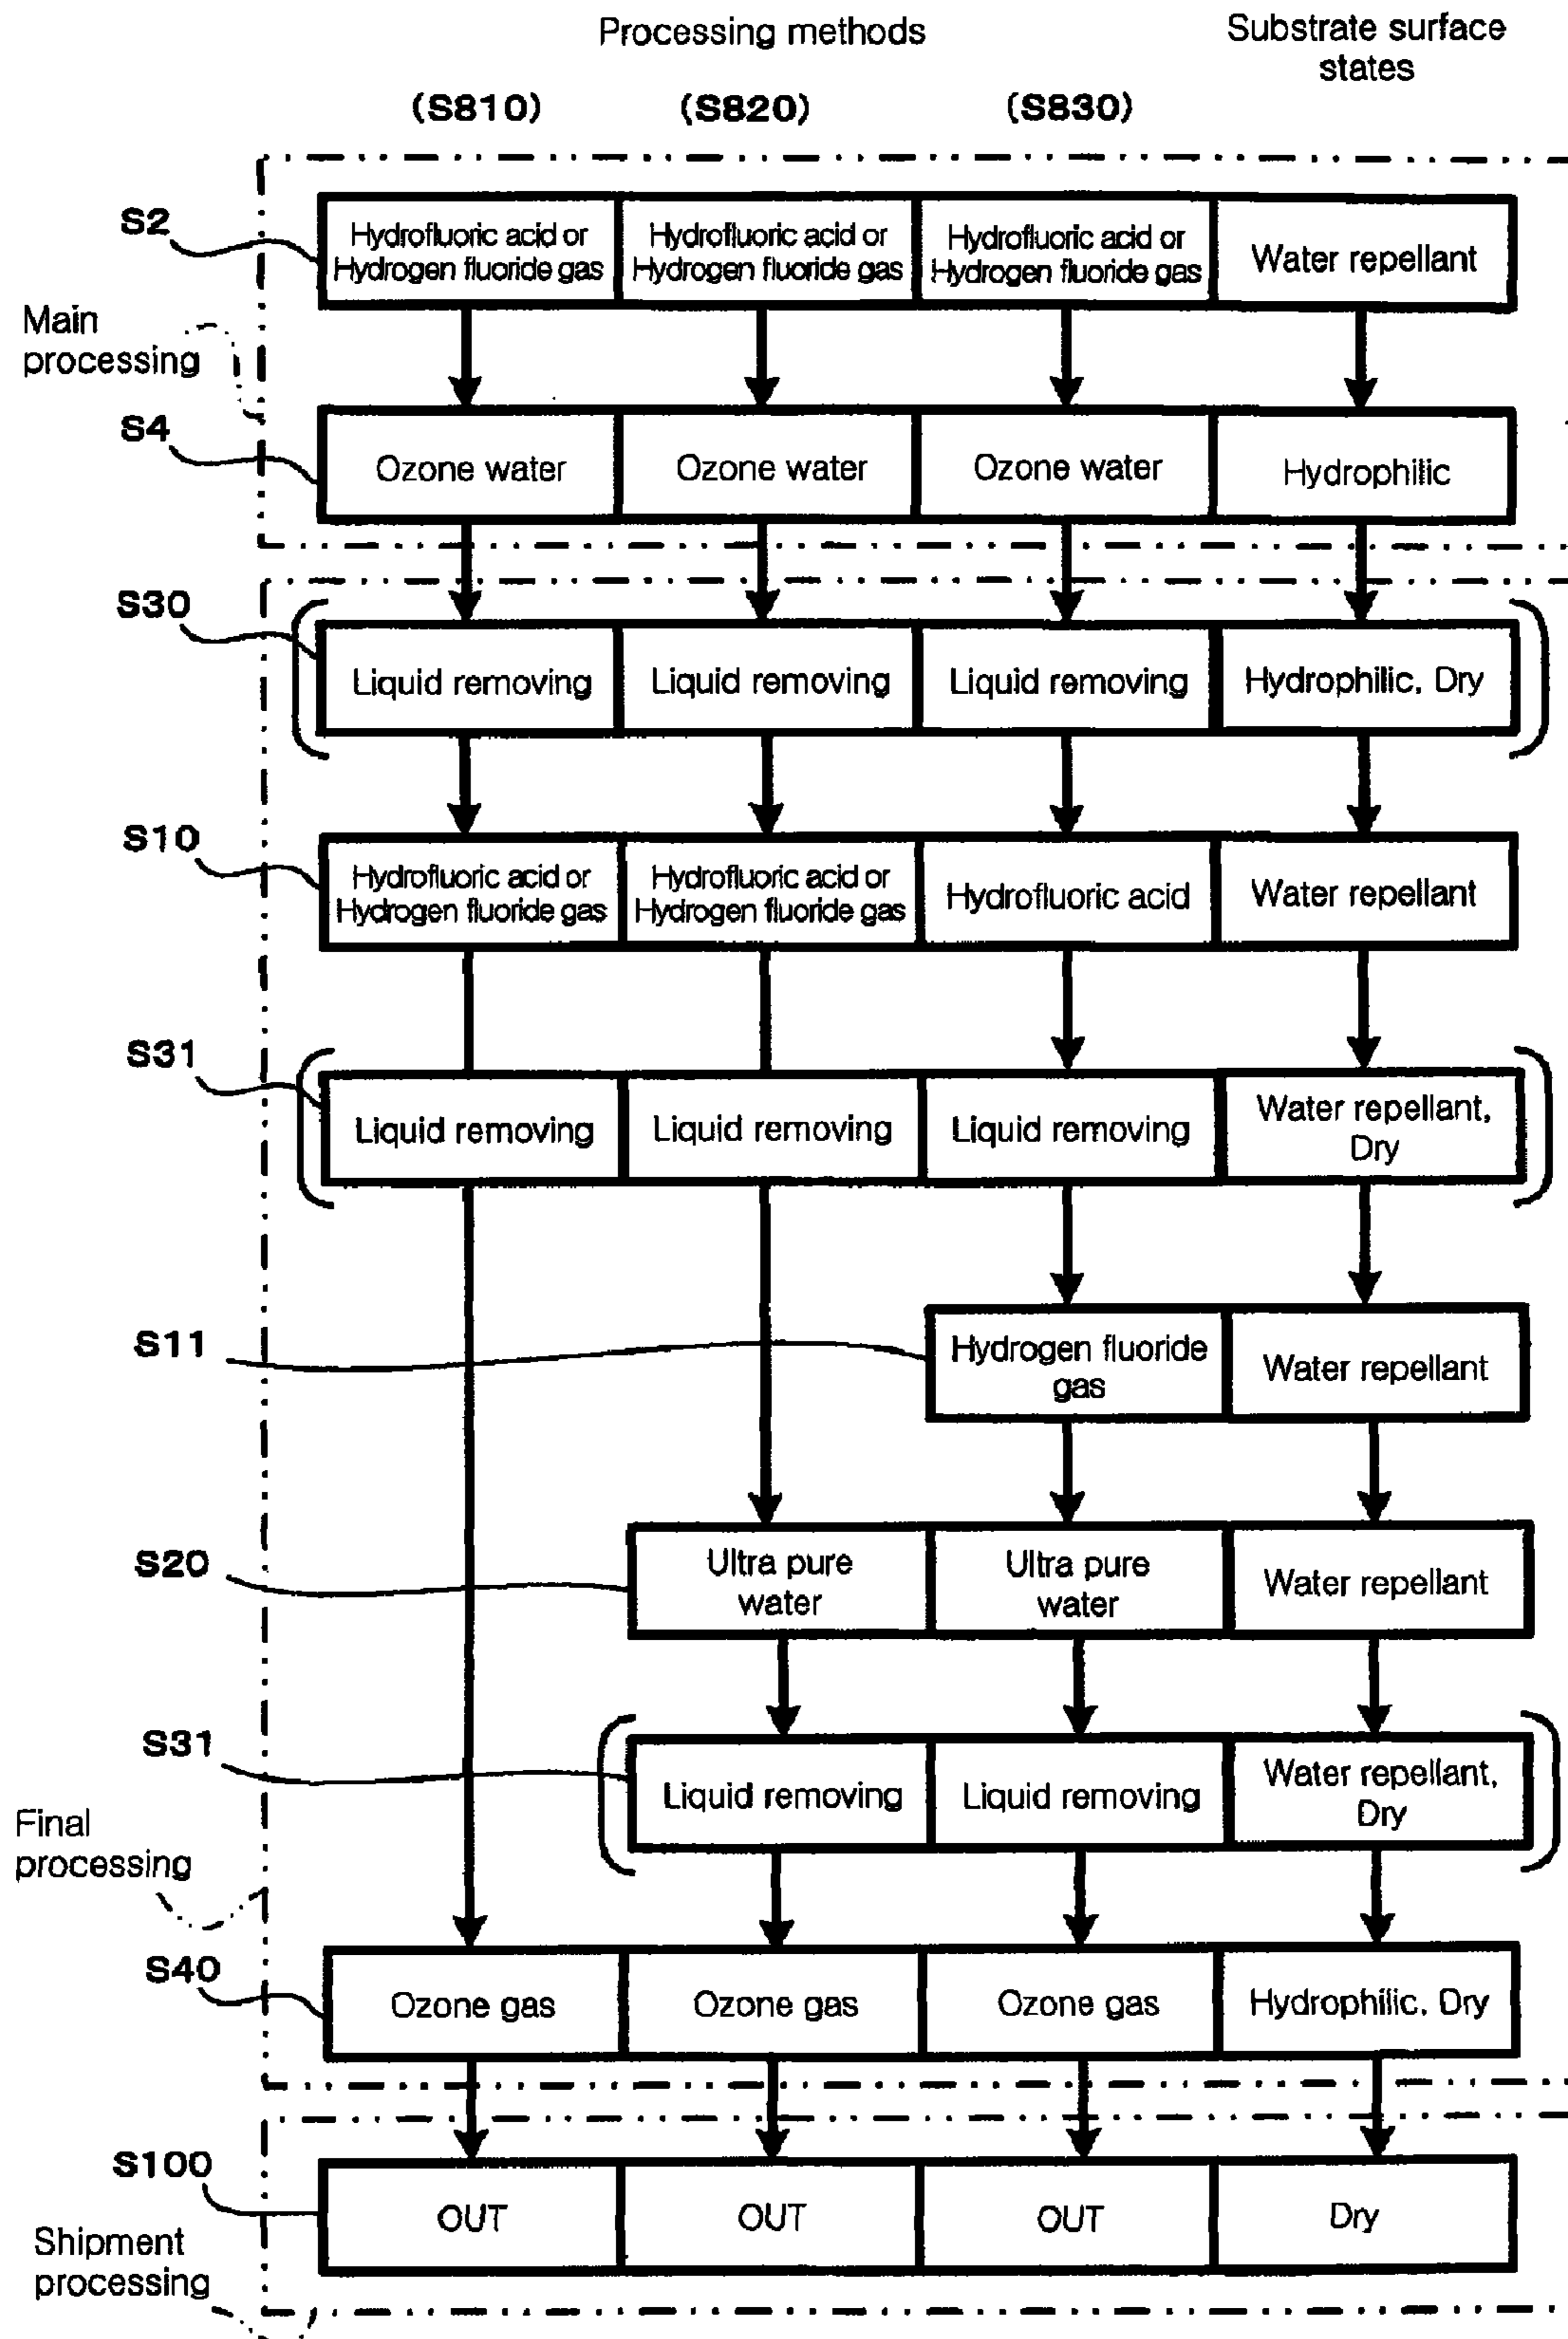 Processing methods
Substrate surface
states
(S810)
(S820)
(S830)
S2
Hydrofluoric acid or
Hydrogen fluoride gas
Hydrofluoric acid or
Hydrogen fluoride gas
Hydrofluoric acid or
Hydrogen fluoride gas
Water repellant
Main
processing
S4
Ozone water
Ozone water
Ozone water
Hydrophilic
S30
Liquid removing
Liquid removing
Liquid removing
Hydrophilic, Dry
S10
Hydrofluoric acid or
Hydrogen fluoride gas
Hydrofluoric acid or
Hydrogen fluoride gas
Hydrofluoric acid
Water repellant
S31
Liquid removing
Liquid removing
Liquid removing
Water repellant,
Dry
S11
Hydrogen fluoride
gas
Water repellant
S20
Ultra pure
water
Ultra pure
water
Water repellant
S31
Liquid removing
Liquid removing
Water repellant,
Dry
Final
processing
S40
Ozone gas
Ozone gas
Ozone gas
Hydrophilic, Dry
S100
OUT
OUT
OUT
Dry
Shipment
processing